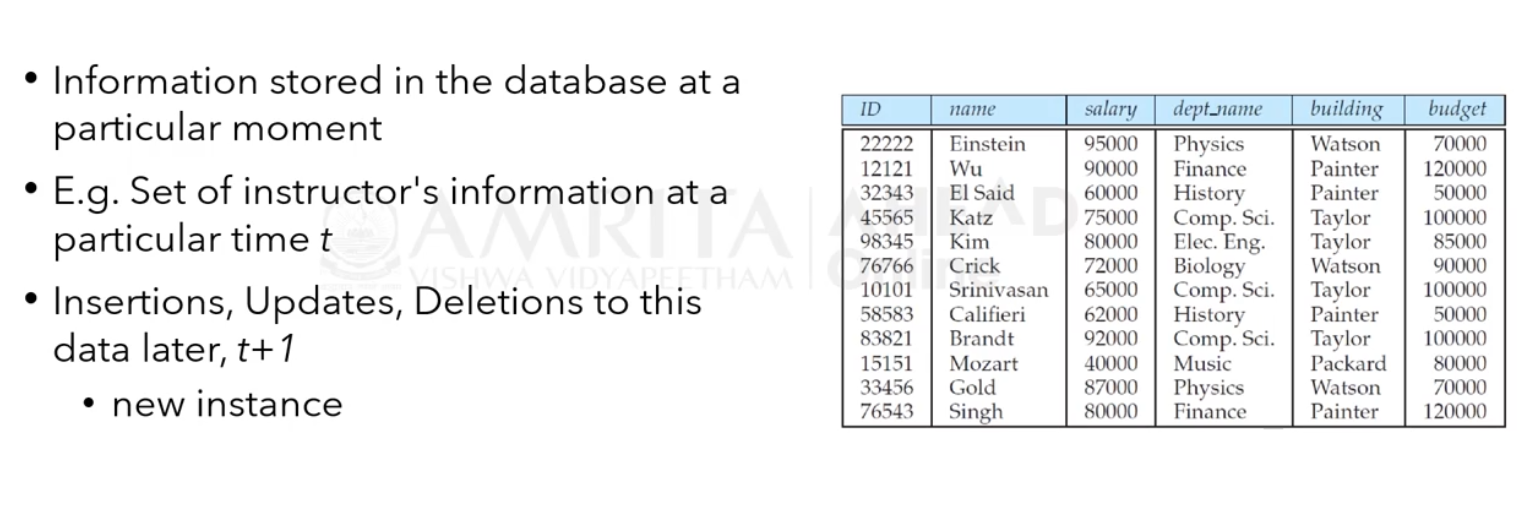 • Information stored in the database at a
particular moment
• E.g. Set of instructor's information at a
particular time t
• Insertions, Updates, Deletions to this
data later, t+1
• new instance
ID name salary dept_name building budget
22222 Einstein 95000 Physics Watson 70000
12121 Wu 90000 Finance Painter 120000
32343 El Said 60000 History Painter 50000
45565 Katz 75000 Comp. Sci. Taylor 100000
98345 Kim 80000 Elec. Eng. Taylor 85000
76766 Crick 72000 Biology Watson 90000
10101 Srinivasan 65000 Comp. Sci. Taylor 100000
58583 Califieri 62000 History Painter 50000
83821 Brandt 92000 Comp. Sci. Taylor 100000
15151 Mozart 40000 Music Packard 80000
33456 Gold 87000 Physics Watson 70000
76543 Singh 80000 Finance Painter 120000
AMRITA
VISHWA VIDYAPEETHAM
AHEAD
Online